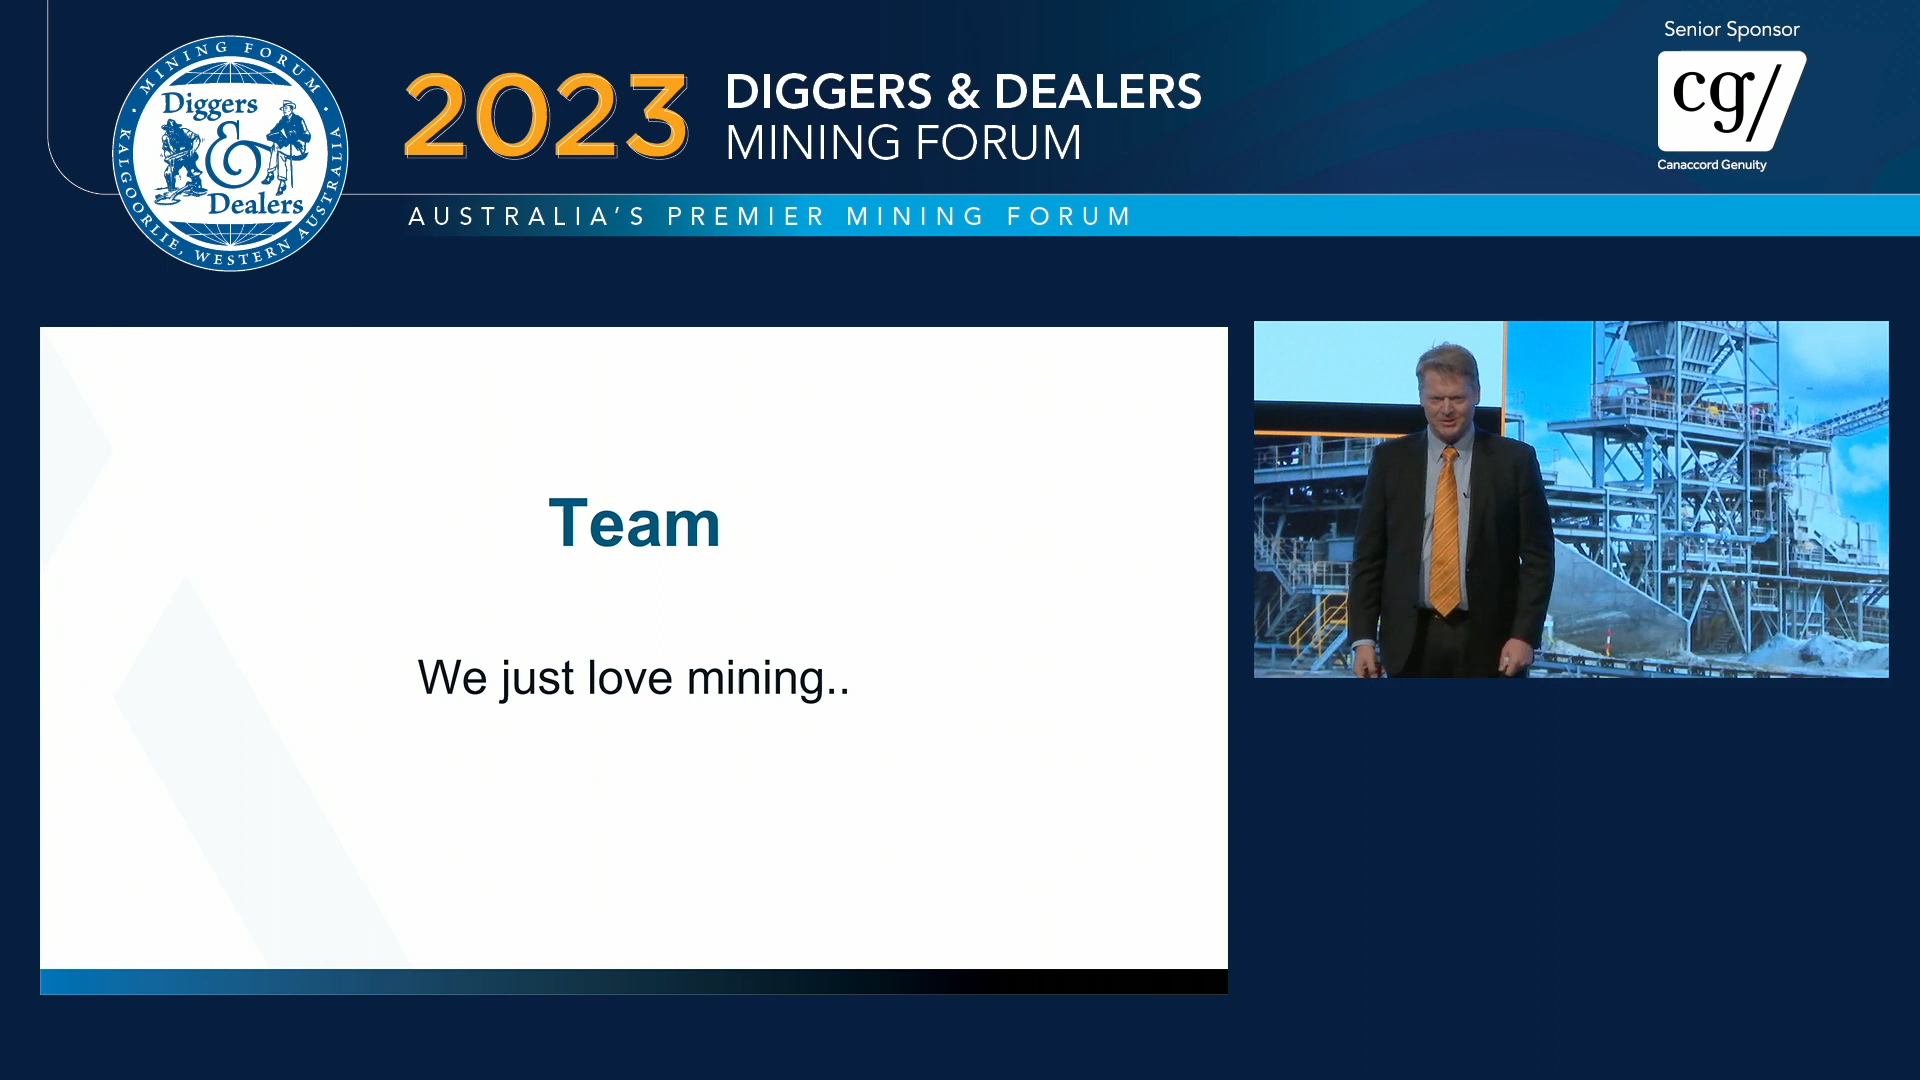 MINING FORUM
Diggers
&
Dealers
KALGOORLIE, WESTERN AUSTRALIA
2023
DIGGERS & DEALERS
MINING FORUM
AUSTRALIA'S PREMIER MINING FORUM
Senior Sponsor
cg/
Canaccord Genuity
Team
We just love mining..